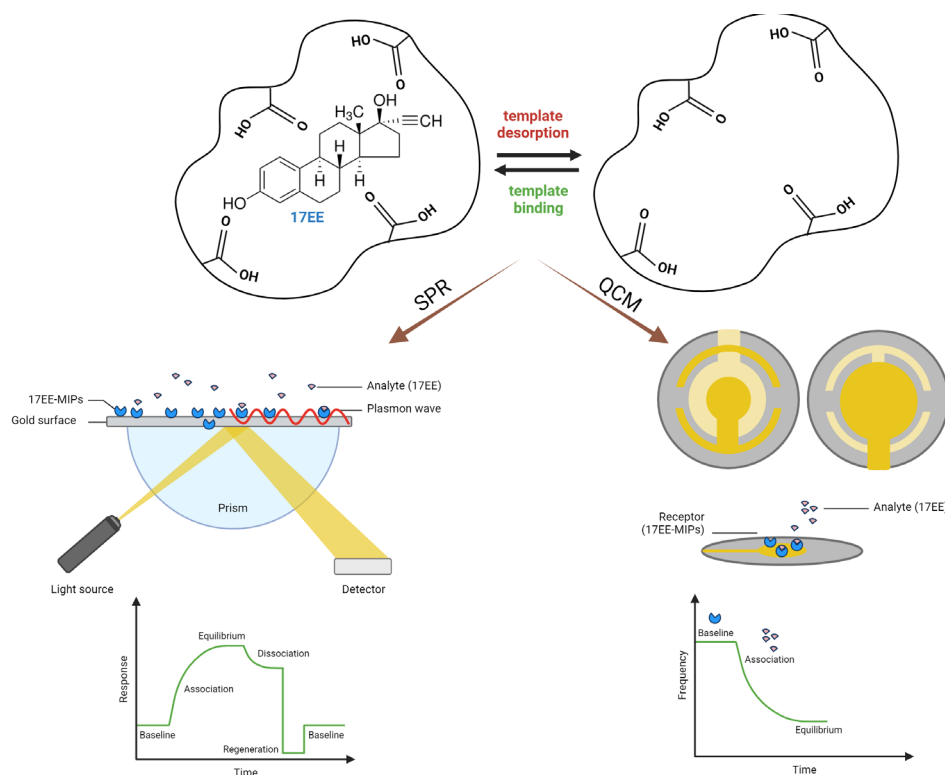 HO
O
HO
O
OH
H₃C
CH
H
H
H
HO
17EE
O
OH
O
OH
template
desorption
template
binding
HO
O
HO
O
O
OH
O
OH
SPR
QCM
17EE-MIPs
Gold surface
Analyte (17EE)
Plasmon wave
Prism
Light source
Detector
Receptor
(17EE-MIPs)
Analyte (17EE)
Response
Equilibrium
Dissociation
Association
Baseline
Baseline
Regeneration
Time
Frequency
Baseline
Association
Equilibrium
Time